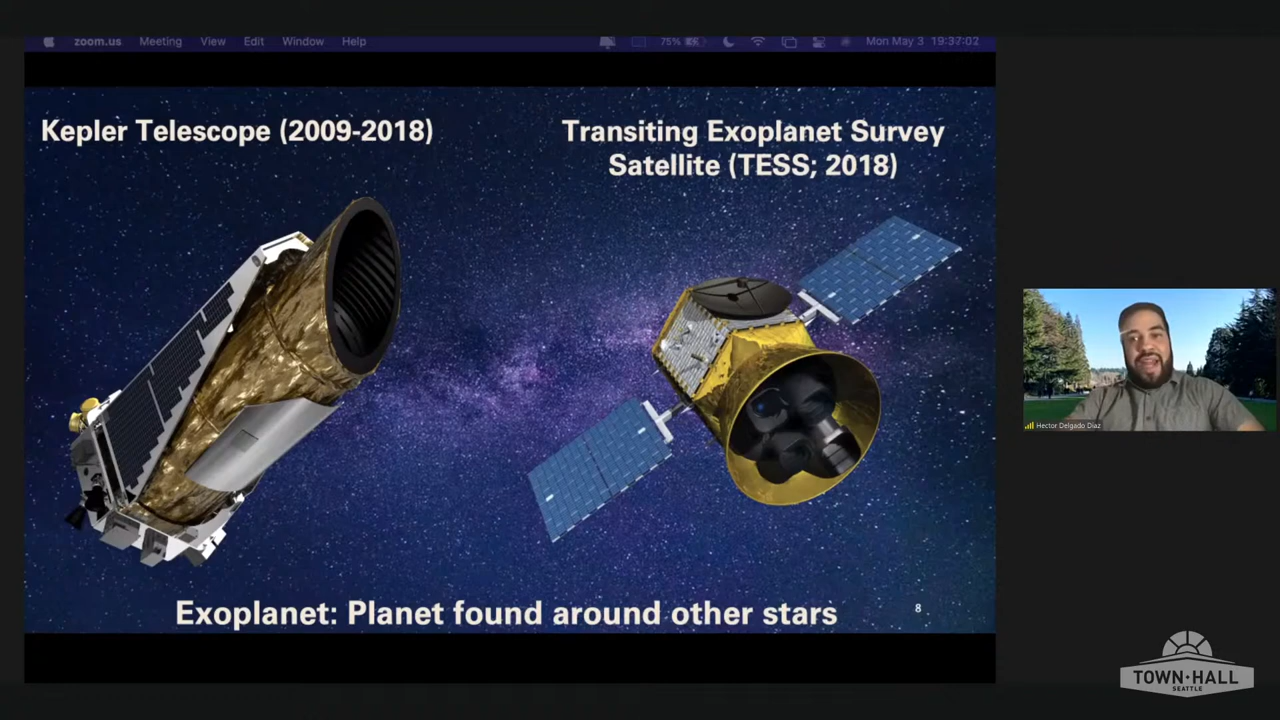 zoom.us Meeting View Edit Window Help 75% Mon May 3 19:37:02
Kepler Telescope (2009-2018)
Transiting Exoplanet Survey
Satellite (TESS; 2018)
Hector Delgado Diaz
Exoplanet: Planet found around other stars
8
TOWN·HALL
SEATTLE